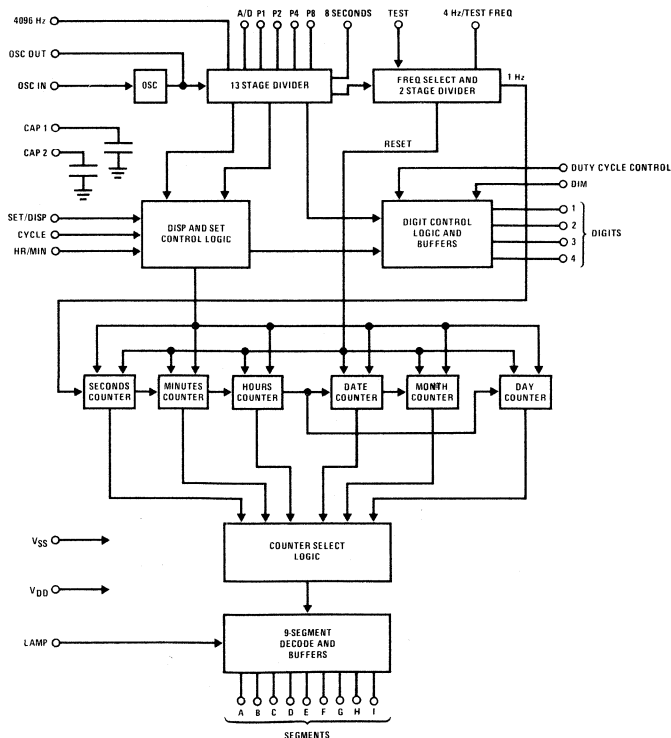 A/D P1 P2 P4 P8 8 SECONDS TEST 4 Hz/TEST FREQ
4096 Hz
OSC OUT
OSC IN
OSC
13 STAGE DIVIDER
FREQ SELECT AND
2 STAGE DIVIDER
1 Hz
CAP 1
CAP 2
RESET
DUTY CYCLE CONTROL
DIM
SET/DISP
CYCLE
HR/MIN
DISP AND SET
CONTROL LOGIC
DIGIT CONTROL
LOGIC AND
BUFFERS
1
2
3
4
DIGITS
SECONDS
COUNTER
MINUTES
COUNTER
HOURS
COUNTER
DATE
COUNTER
MONTH
COUNTER
DAY
COUNTER
VSS
COUNTER SELECT
LOGIC
VDD
LAMP
9-SEGMENT
DECODE AND
BUFFERS
A B C D E F G H I
SEGMENTS